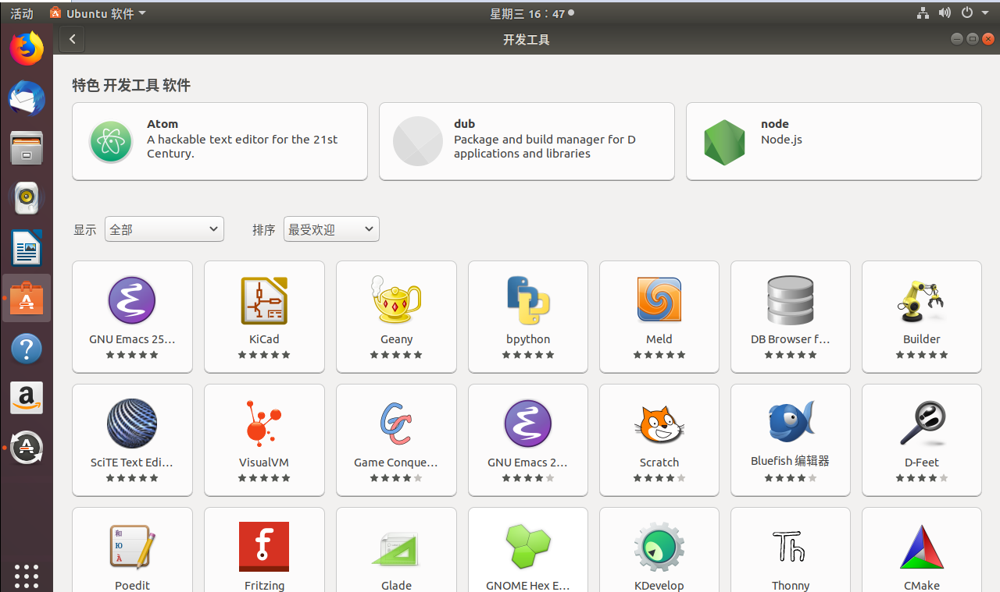 活动 Ubuntu 软件 星期三 16：47
开发工具
特色 开发工具 软件
Atom
A hackable text editor for the 21st
Century.
dub
Package and build manager for D
applications and libraries
node
Node.js
显示 全部 排序 最受欢迎
GNU Emacs 25… KiCad Geany bpython Meld DB Browser f… Builder
SciTE Text Edi… VisualVM Game Conque… GNU Emacs 2… Scratch Bluefish 编辑器 D-Feet
Poedit Fritzing Glade GNOME Hex E… KDevelop Thonny CMake